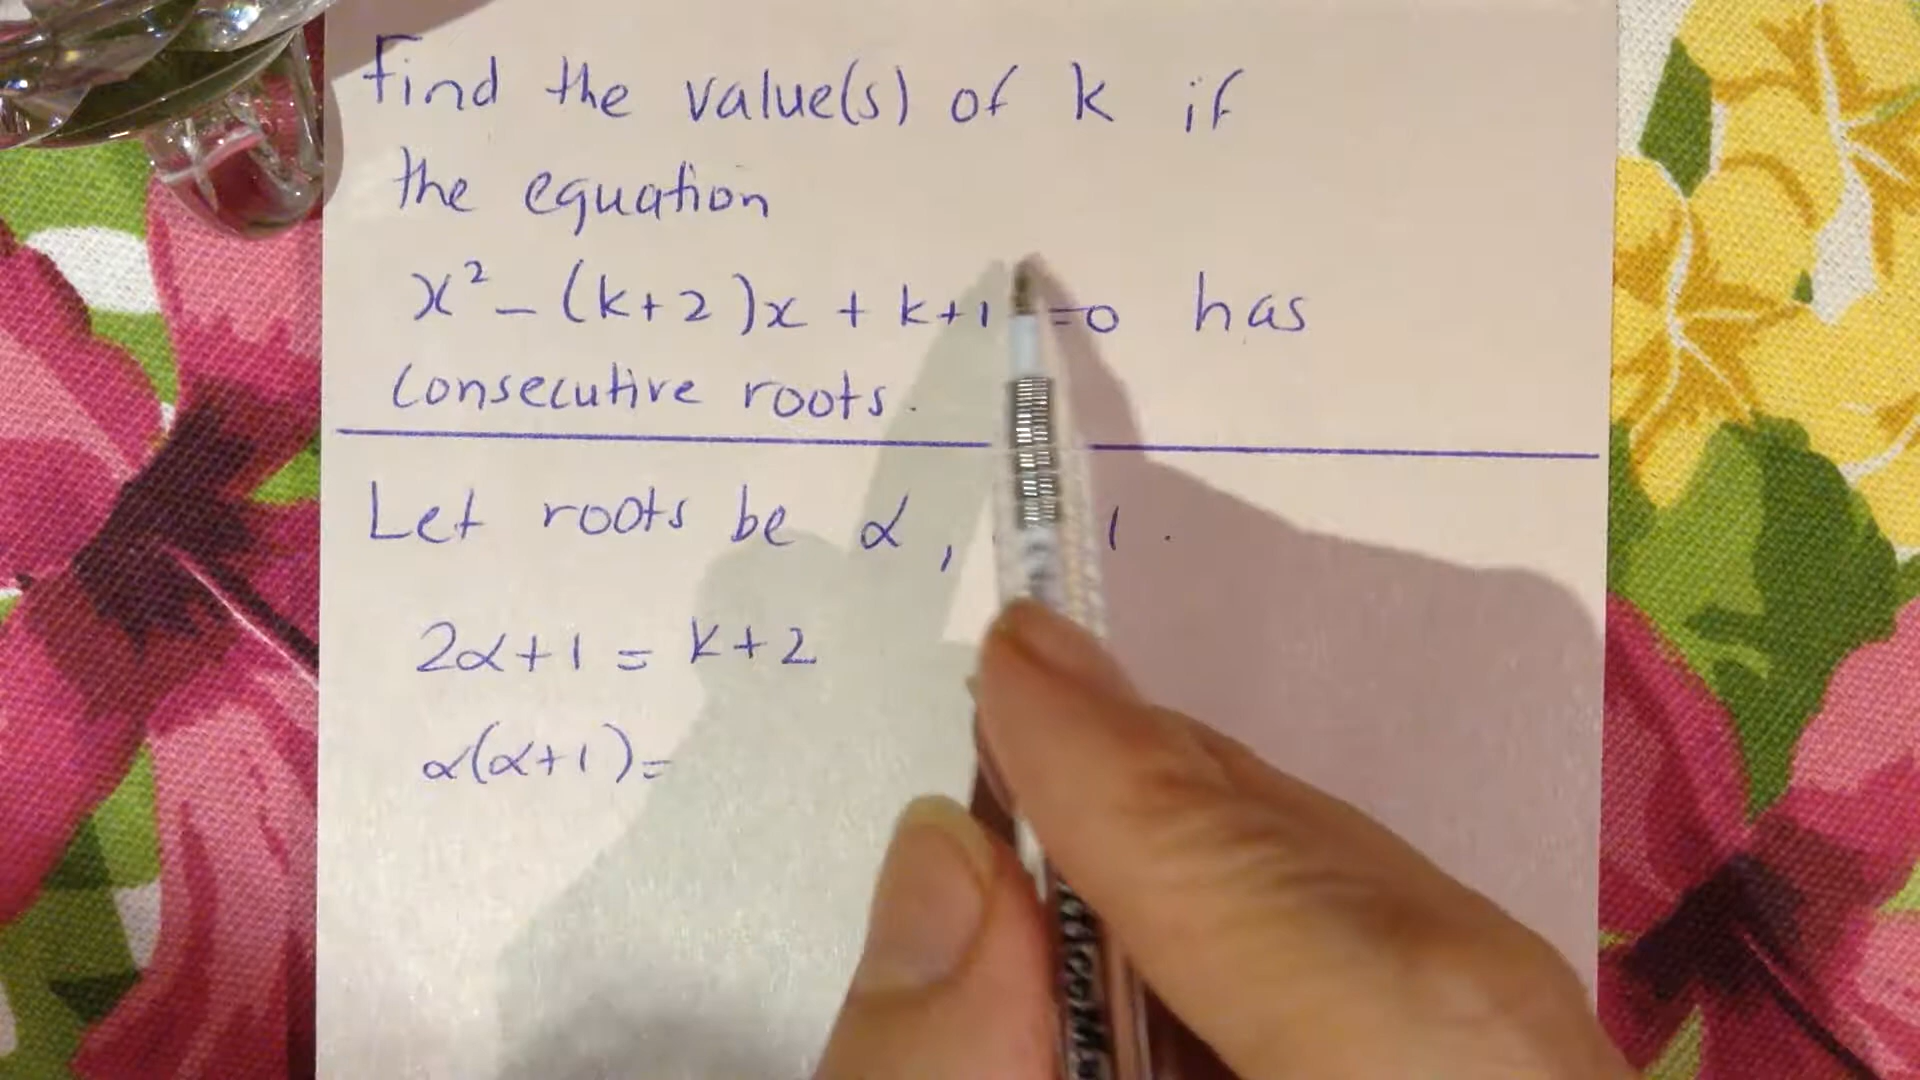 Find the value(s) of k if
the equation
x² - (k+2)x + k+1 =0 has
consecutive roots.
Let roots be α , 1.
2α+1 = k+2
α(α+1)=